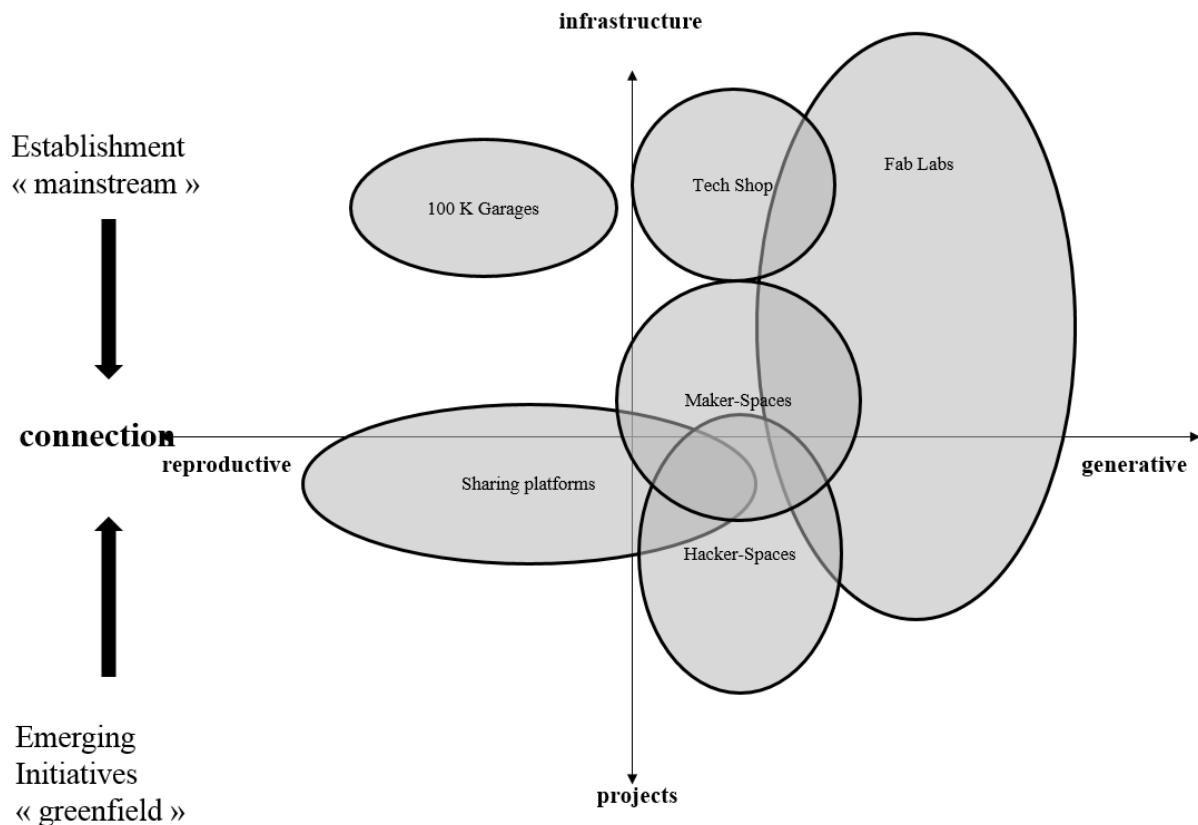 infrastructure
Establishment
« mainstream »
Fab Labs
Tech Shop
100 K Garages
Maker-Spaces
connection
reproductive
generative
Sharing platforms
Hacker-Spaces
Emerging
Initiatives
« greenfield »
projects